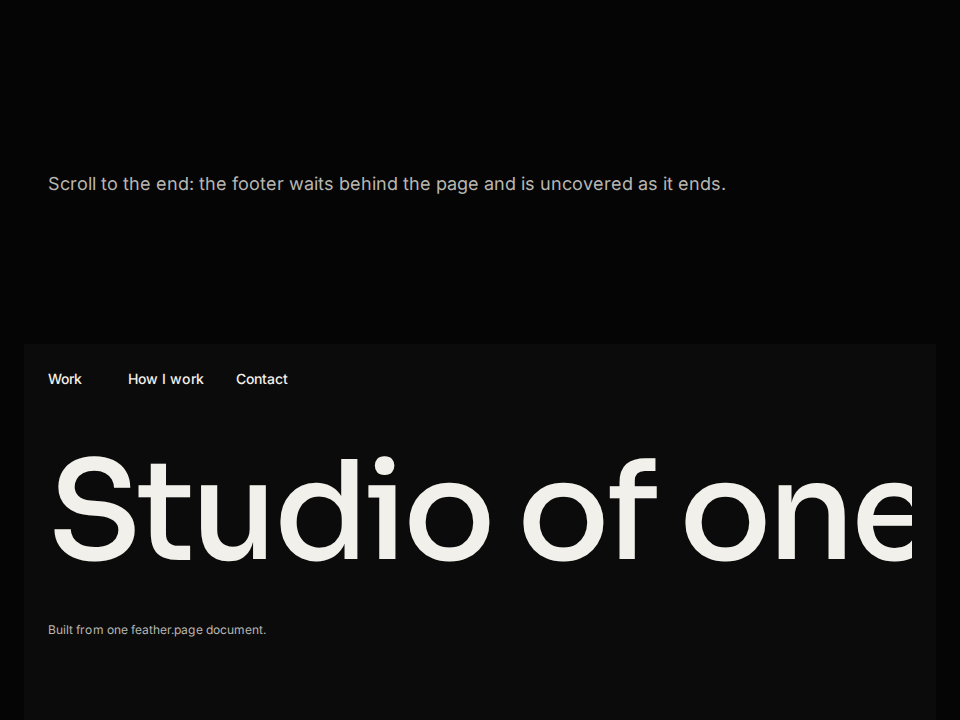 Scroll to the end: the footer waits behind the page and is uncovered as it ends.
Work How I work Contact
Studio of one
Built from one feather.page document.